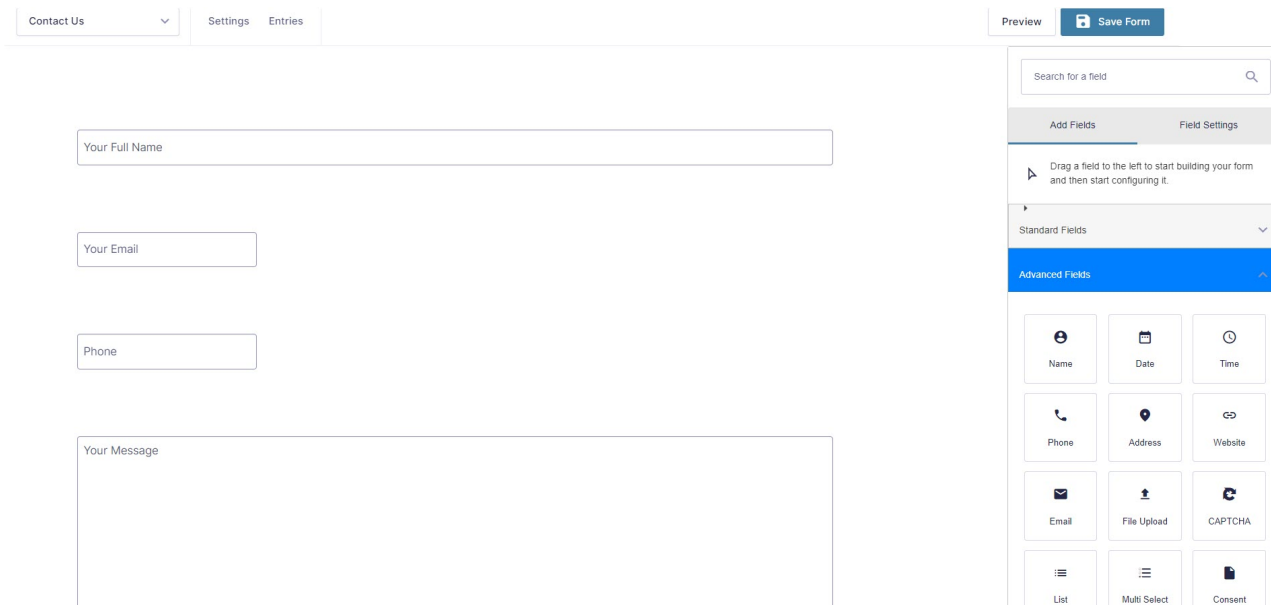 Contact Us
Settings
Entries
Preview
Save Form
Your Full Name
Your Email
Phone
Your Message
Search for a field
Add Fields
Field Settings
Drag a field to the left to start building your form
and then start configuring it.
Standard Fields
Advanced Fields
Name
Date
Time
Phone
Address
Website
Email
File Upload
CAPTCHA
List
Multi Select
Consent